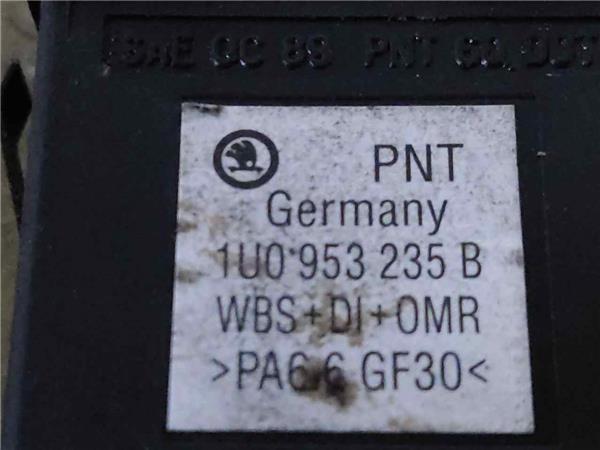 PNT
Germany
1U0 953 235 B
WBS+DI+OMR
>PA6.6 GF30<